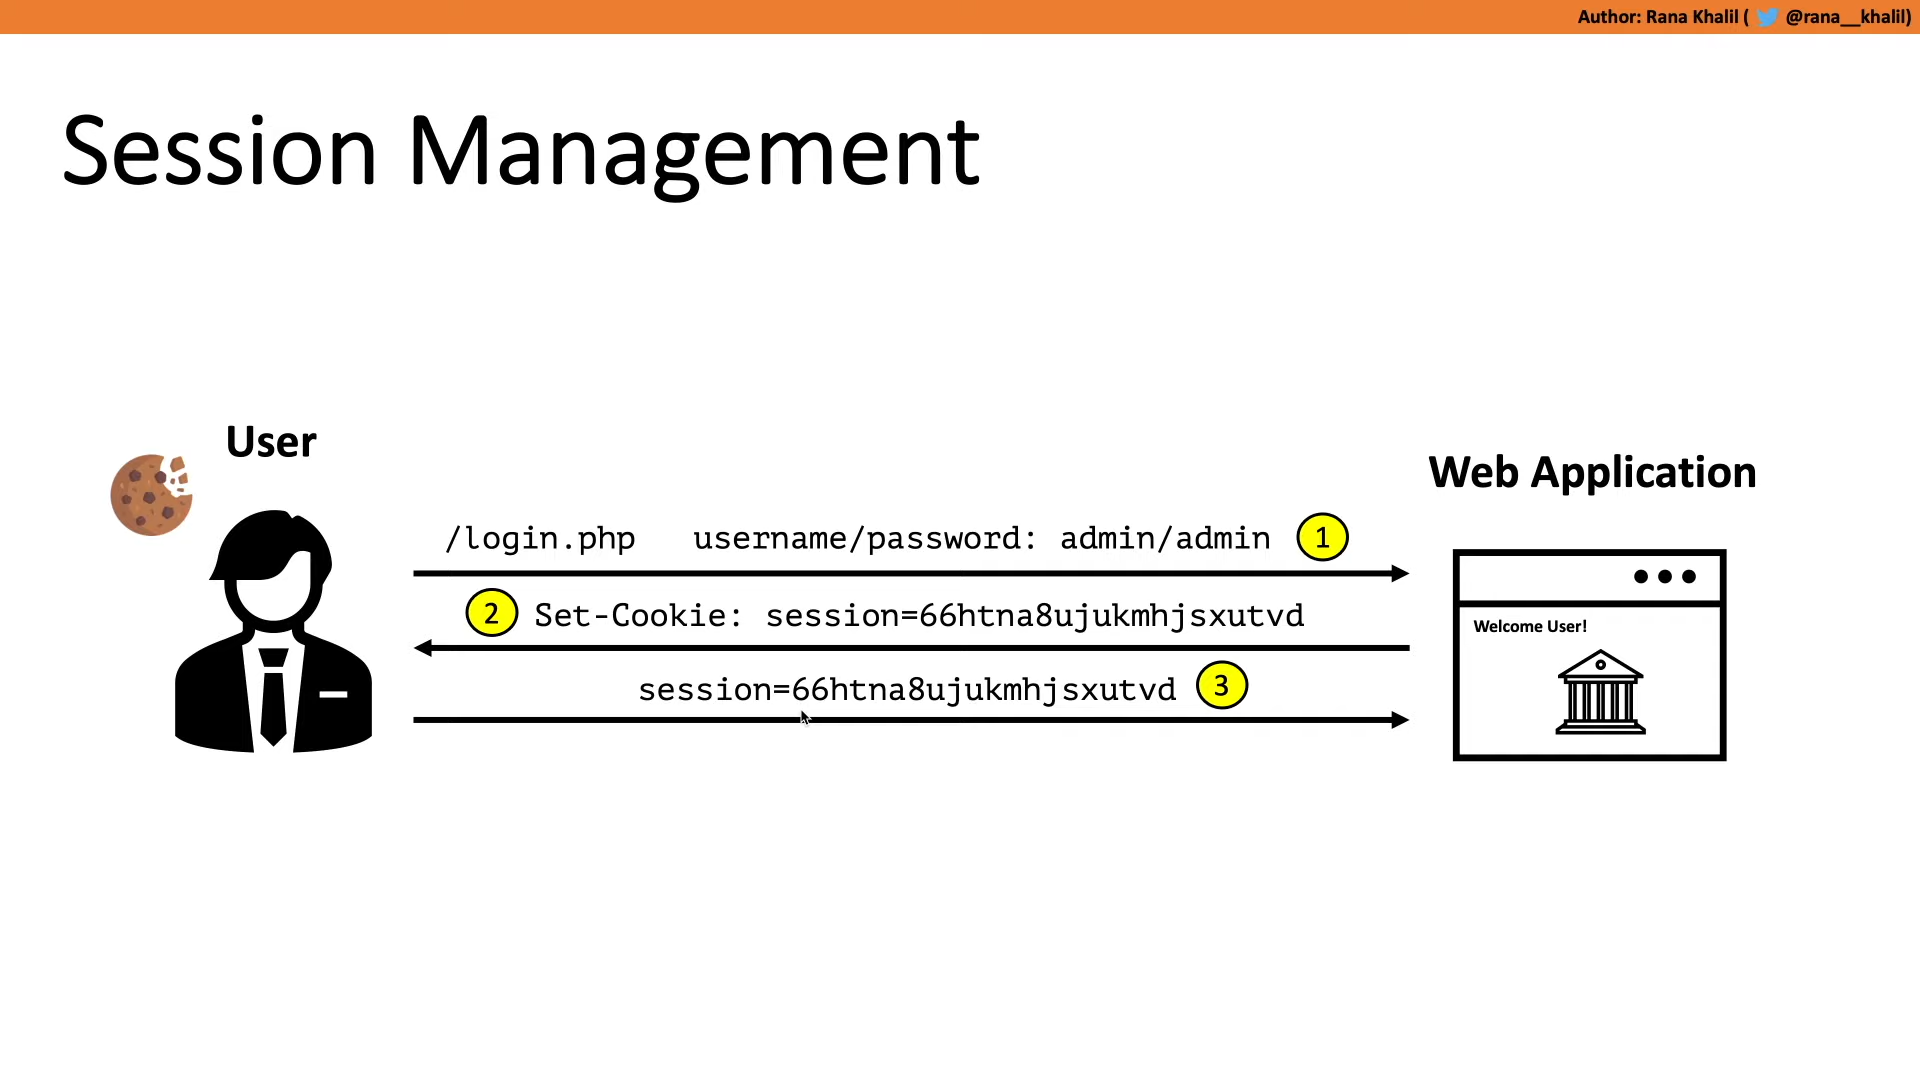 Author: Rana Khalil ( @rana__khalil)
Session Management
User
Web Application
/login.php username/password: admin/admin 1
2 Set-Cookie: session=66htna8ujukmhjsxutvd
session=66htna8ujukmhjsxutvd 3
Welcome User!